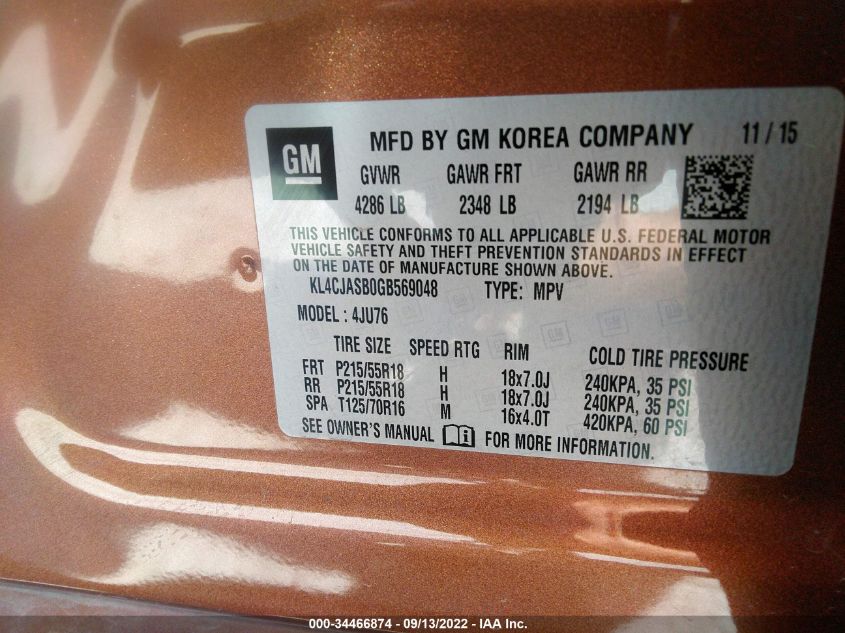 GM
MFD BY GM KOREA COMPANY 11 / 15
GVWR GAWR FRT GAWR RR
4286 LB 2348 LB 2194 LB
THIS VEHICLE CONFORMS TO ALL APPLICABLE U.S. FEDERAL MOTOR
VEHICLE SAFETY AND THEFT PREVENTION STANDARDS IN EFFECT
ON THE DATE OF MANUFACTURE SHOWN ABOVE.
KL4CJASB0GB569048 TYPE: MPV
MODEL : 4JU76
TIRE SIZE SPEED RTG RIM COLD TIRE PRESSURE
FRT P215/55R18 H 18x7.0J 240KPA, 35 PSI
RR P215/55R18 H 18x7.0J 240KPA, 35 PSI
SPA T125/70R16 M 16x4.0T 420KPA, 60 PSI
SEE OWNER'S MANUAL i FOR MORE INFORMATION.
000-34466874 - 09/13/2022 - IAA Inc.